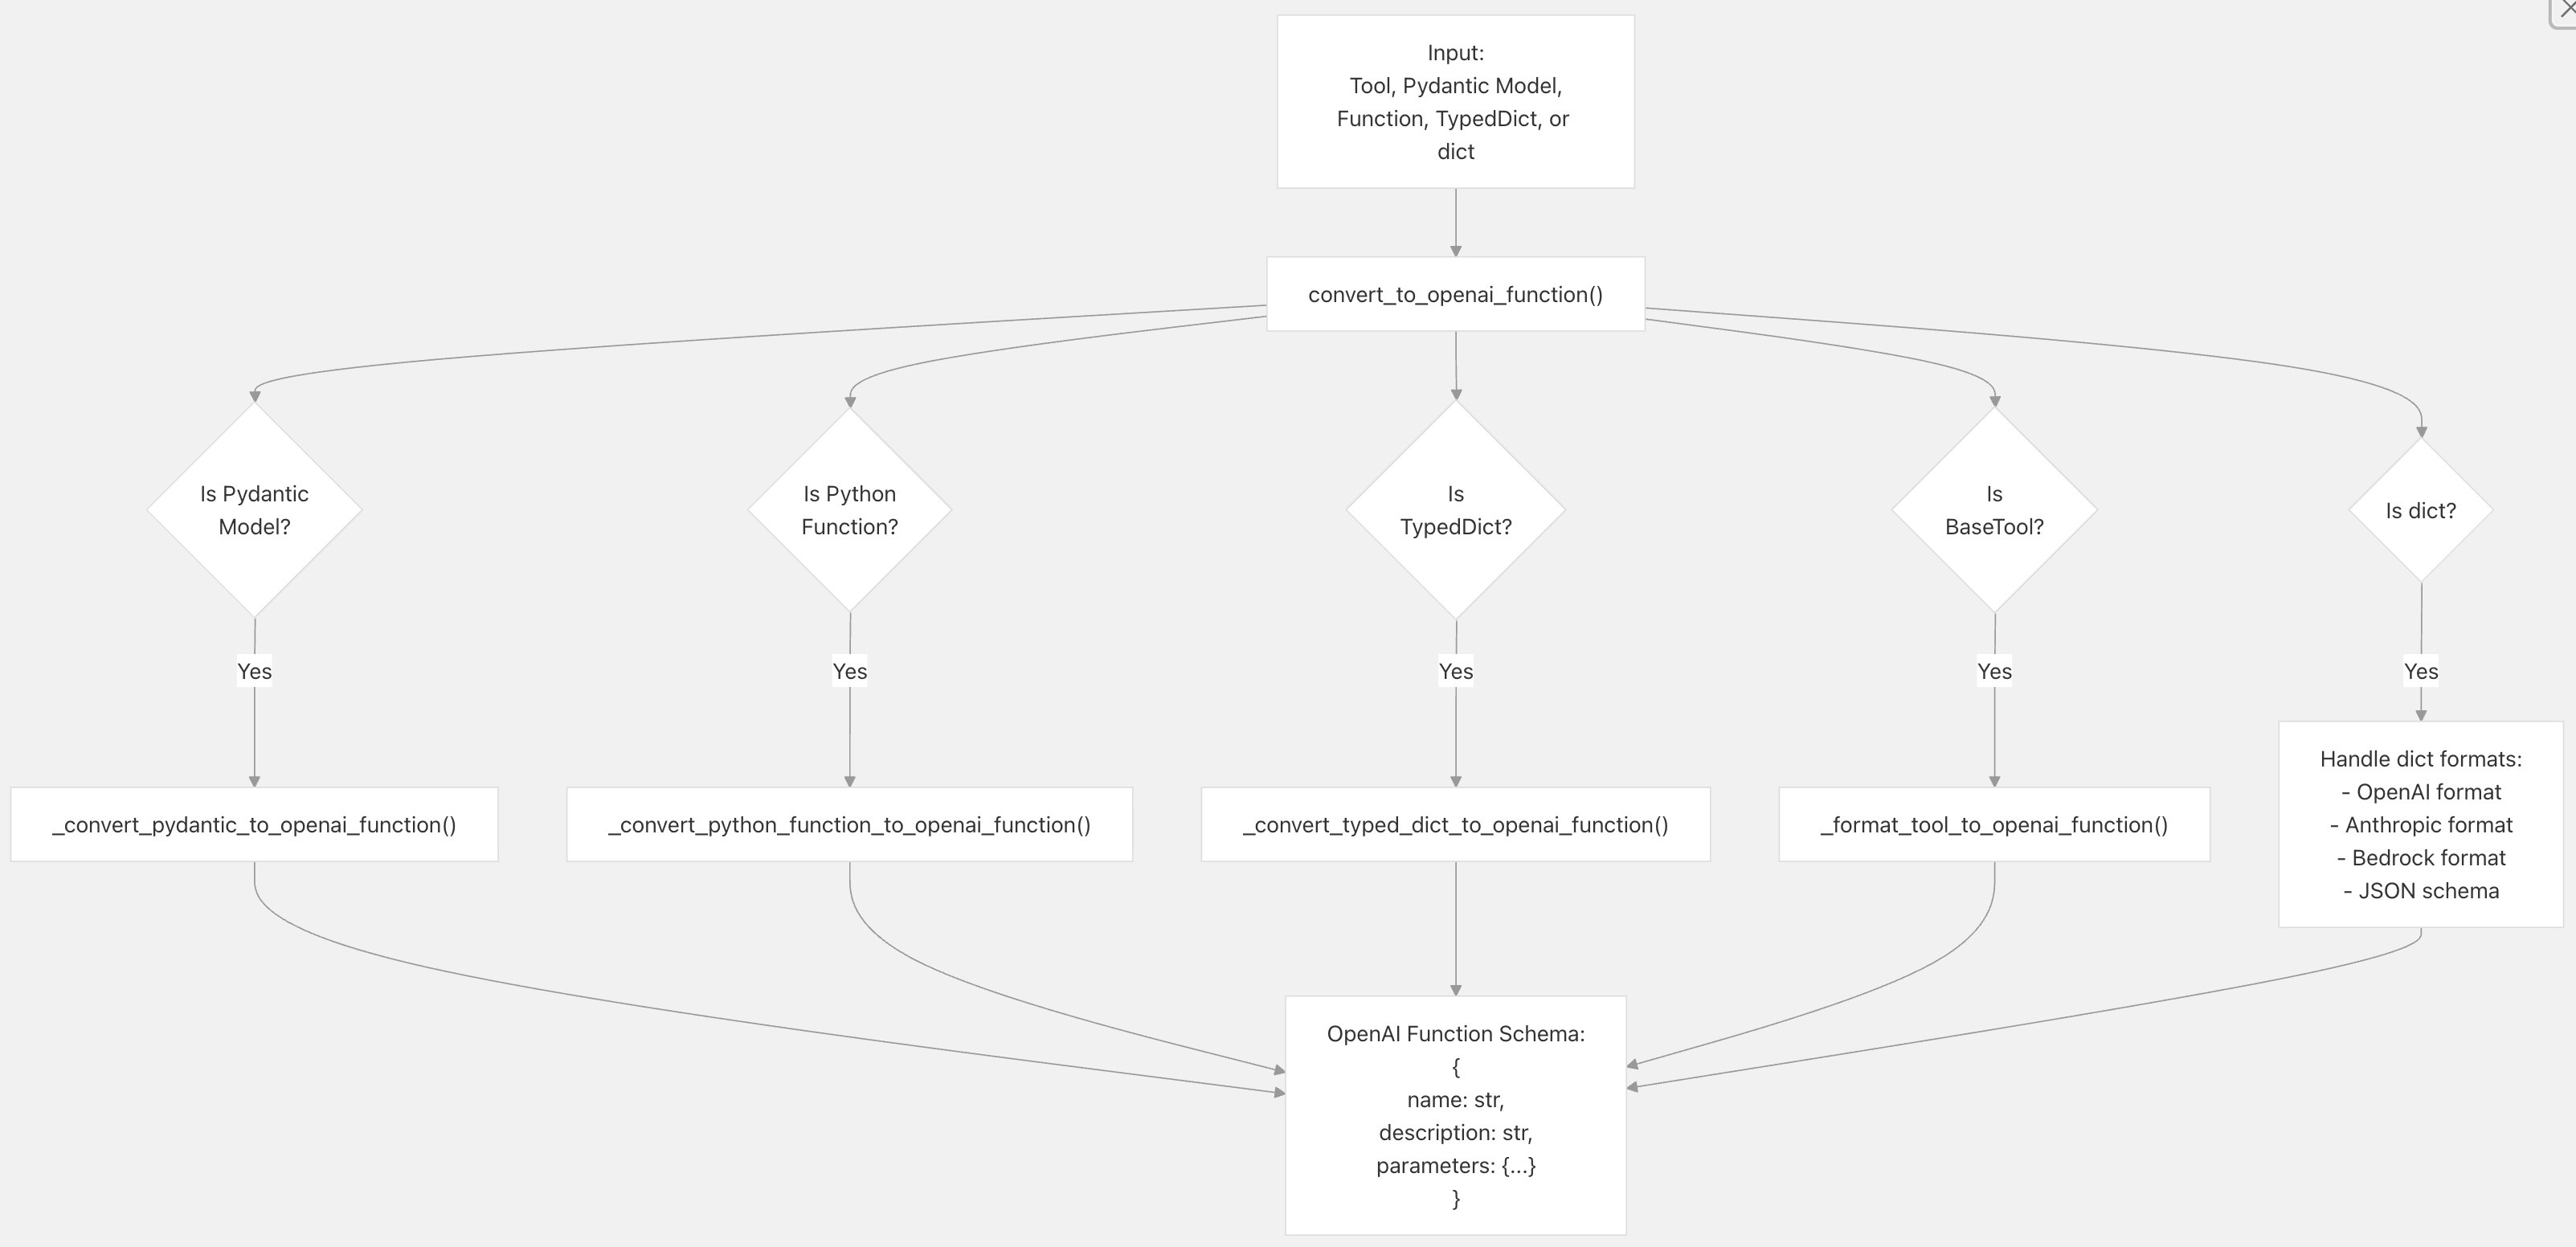 Input:
Tool, Pydantic Model,
Function, TypedDict, or
dict
convert_to_openai_function()
Is Pydantic
Model?
Is Python
Function?
Is
TypedDict?
Is
BaseTool?
Is dict?
Yes
Yes
Yes
Yes
Yes
_convert_pydantic_to_openai_function()
_convert_python_function_to_openai_function()
_convert_typed_dict_to_openai_function()
_format_tool_to_openai_function()
Handle dict formats:
- OpenAI format
- Anthropic format
- Bedrock format
- JSON schema
OpenAI Function Schema:
{
name: str,
description: str,
parameters: {...}
}